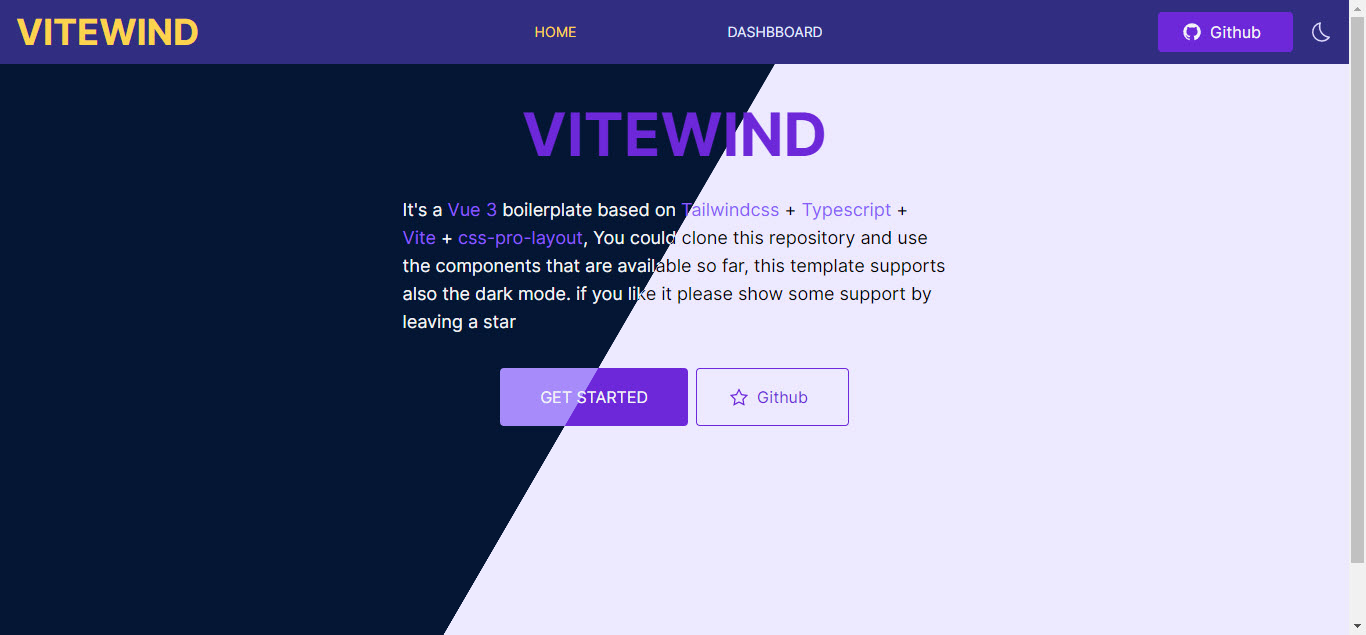 VITEWIND
HOME
DASHBBOARD
Github
VITEWIND
It's a Vue 3 boilerplate based on Tailwindcss + Typescript +
Vite + css-pro-layout, You could clone this repository and use
the components that are available so far, this template supports
also the dark mode. if you like it please show some support by
leaving a star
GET STARTED
Github